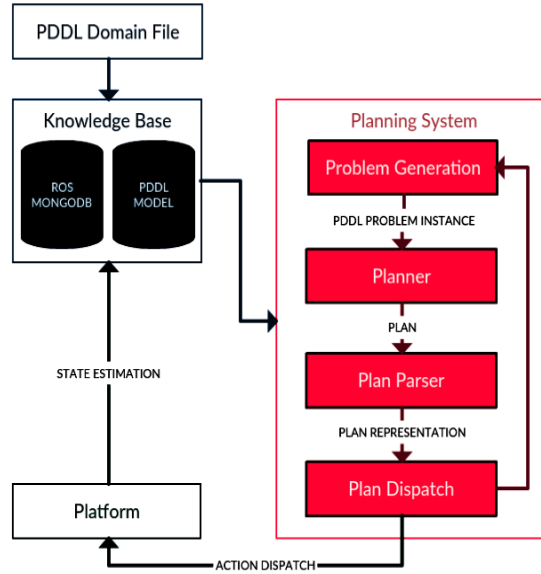 PDDL Domain File
Knowledge Base
ROS
MONGODB
PDDL
MODEL
Planning System
Problem Generation
PDDL PROBLEM INSTANCE
Planner
PLAN
Plan Parser
PLAN REPRESENTATION
Plan Dispatch
STATE ESTIMATION
Platform
ACTION DISPATCH